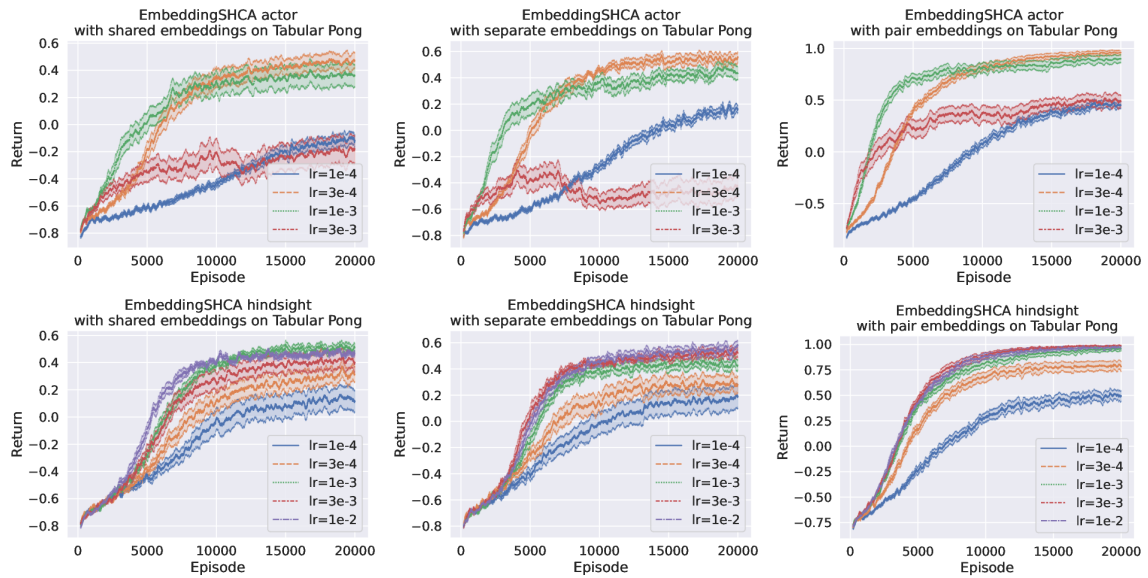 EmbeddingSHCA actor
with shared embeddings on Tabular Pong
Return
0.6
0.4
0.2
0.0
−0.2
−0.4
−0.6
−0.8
lr=1e-4
lr=3e-4
lr=1e-3
lr=3e-3
0
5000
10000
15000
20000
Episode
EmbeddingSHCA actor
with separate embeddings on Tabular Pong
Return
0.6
0.4
0.2
0.0
−0.2
−0.4
−0.6
−0.8
lr=1e-4
lr=3e-4
lr=1e-3
lr=3e-3
0
5000
10000
15000
20000
Episode
EmbeddingSHCA actor
with pair embeddings on Tabular Pong
Return
1.0
0.5
0.0
−0.5
lr=1e-4
lr=3e-4
lr=1e-3
lr=3e-3
0
5000
10000
15000
20000
Episode
EmbeddingSHCA hindsight
with shared embeddings on Tabular Pong
Return
0.6
0.4
0.2
0.0
−0.2
−0.4
−0.6
−0.8
lr=1e-4
lr=3e-4
lr=1e-3
lr=3e-3
lr=1e-2
0
5000
10000
15000
20000
Episode
EmbeddingSHCA hindsight
with separate embeddings on Tabular Pong
Return
0.6
0.4
0.2
0.0
−0.2
−0.4
−0.6
−0.8
lr=1e-4
lr=3e-4
lr=1e-3
lr=3e-3
lr=1e-2
0
5000
10000
15000
20000
Episode
EmbeddingSHCA hindsight
with pair embeddings on Tabular Pong
Return
1.00
0.75
0.50
0.25
0.00
−0.25
−0.50
−0.75
lr=1e-4
lr=3e-4
lr=1e-3
lr=3e-3
lr=1e-2
0
5000
10000
15000
20000
Episode